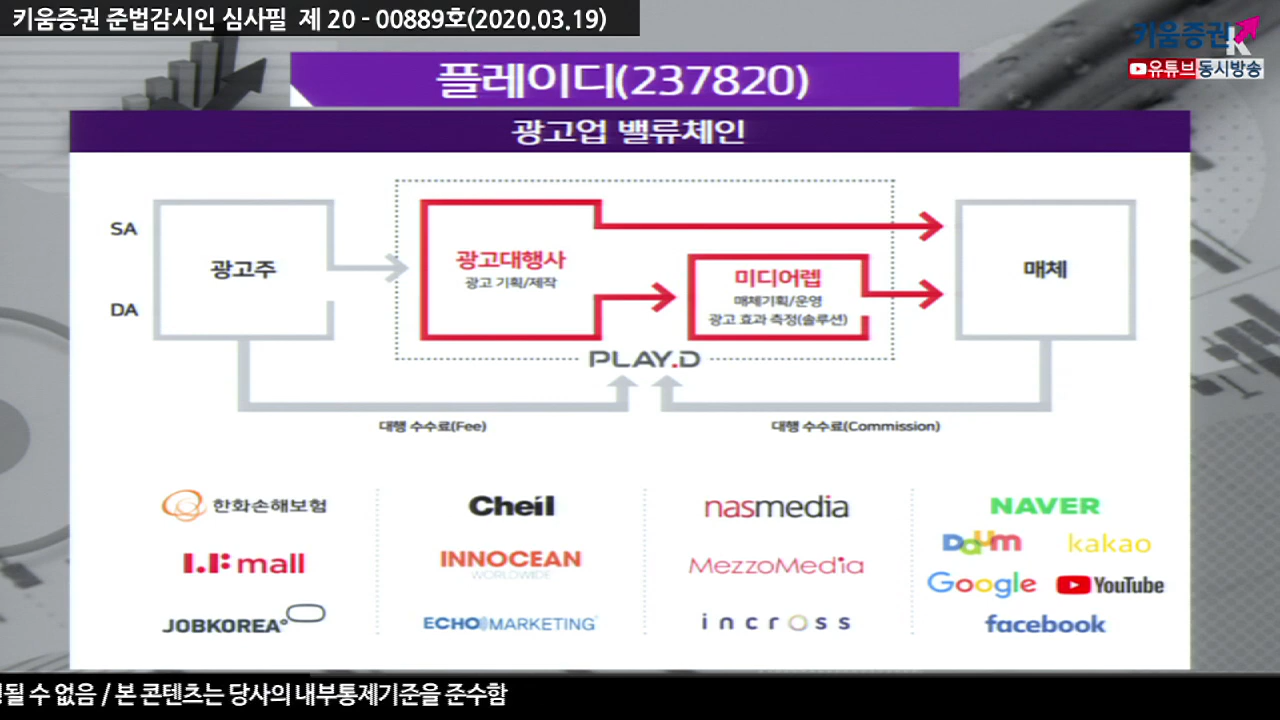 키움증권 준법감시인 심사필 제 20 - 00889호(2020.03.19)
키움증권
유튜브 동시방송
플레이디(237820)
광고업 밸류체인
SA
DA
광고주
광고대행사
광고 기획/제작
미디어렙
매체기획/운영
광고 효과 측정(솔루션)
매체
PLAY.D
대행 수수료(Fee)
대행 수수료(Commission)
한화손해보험
LF mall
JOBKOREA
Cheil
INNOCEAN
WORLDWIDE
ECHO MARKETING
nasmedia
MezzoMedia
incross
NAVER
Daum
kakao
Google
YouTube
facebook
될 수 없음 / 본 콘텐츠는 당사의 내부통제기준을 준수함